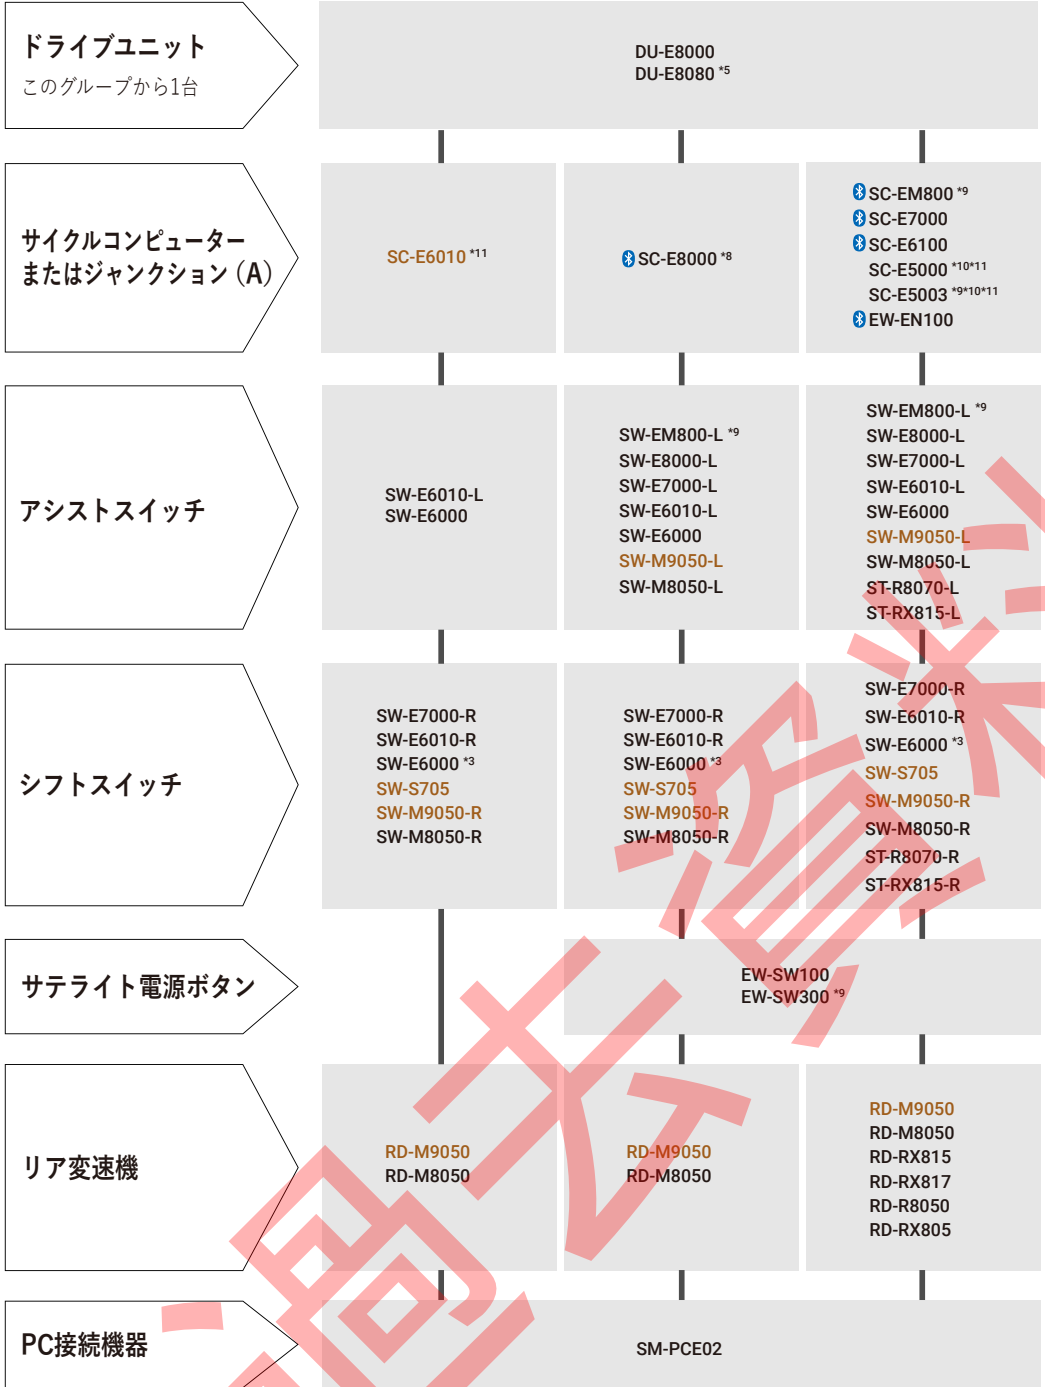 ドライブユニット
このグループから1台
DU-E8000
DU-E8080 *5
サイクルコンピューター
またはジャンクション（A）
SC-E6010 *11
SC-E8000 *8
SC-EM800 *9
SC-E7000
SC-E6100
SC-E5000 *10*11
SC-E5003 *9*10*11
EW-EN100
アシストスイッチ
SW-E6010-L
SW-E6000
SW-EM800-L *9
SW-E8000-L
SW-E7000-L
SW-E6010-L
SW-E6000
SW-M9050-L
SW-M8050-L
SW-EM800-L *9
SW-E8000-L
SW-E7000-L
SW-E6010-L
SW-E6000
SW-M9050-L
SW-M8050-L
ST-R8070-L
ST-RX815-L
シフトスイッチ
SW-E7000-R
SW-E6010-R
SW-E6000 *3
SW-S705
SW-M9050-R
SW-M8050-R
SW-E7000-R
SW-E6010-R
SW-E6000 *3
SW-S705
SW-M9050-R
SW-M8050-R
SW-E7000-R
SW-E6010-R
SW-E6000 *3
SW-S705
SW-M9050-R
SW-M8050-R
ST-R8070-R
ST-RX815-R
サテライト電源ボタン
EW-SW100
EW-SW300 *9
リア変速機
RD-M9050
RD-M8050
RD-M9050
RD-M8050
RD-M9050
RD-M8050
RD-RX815
RD-RX817
RD-R8050
RD-RX805
PC接続機器
SM-PCE02
過去資料